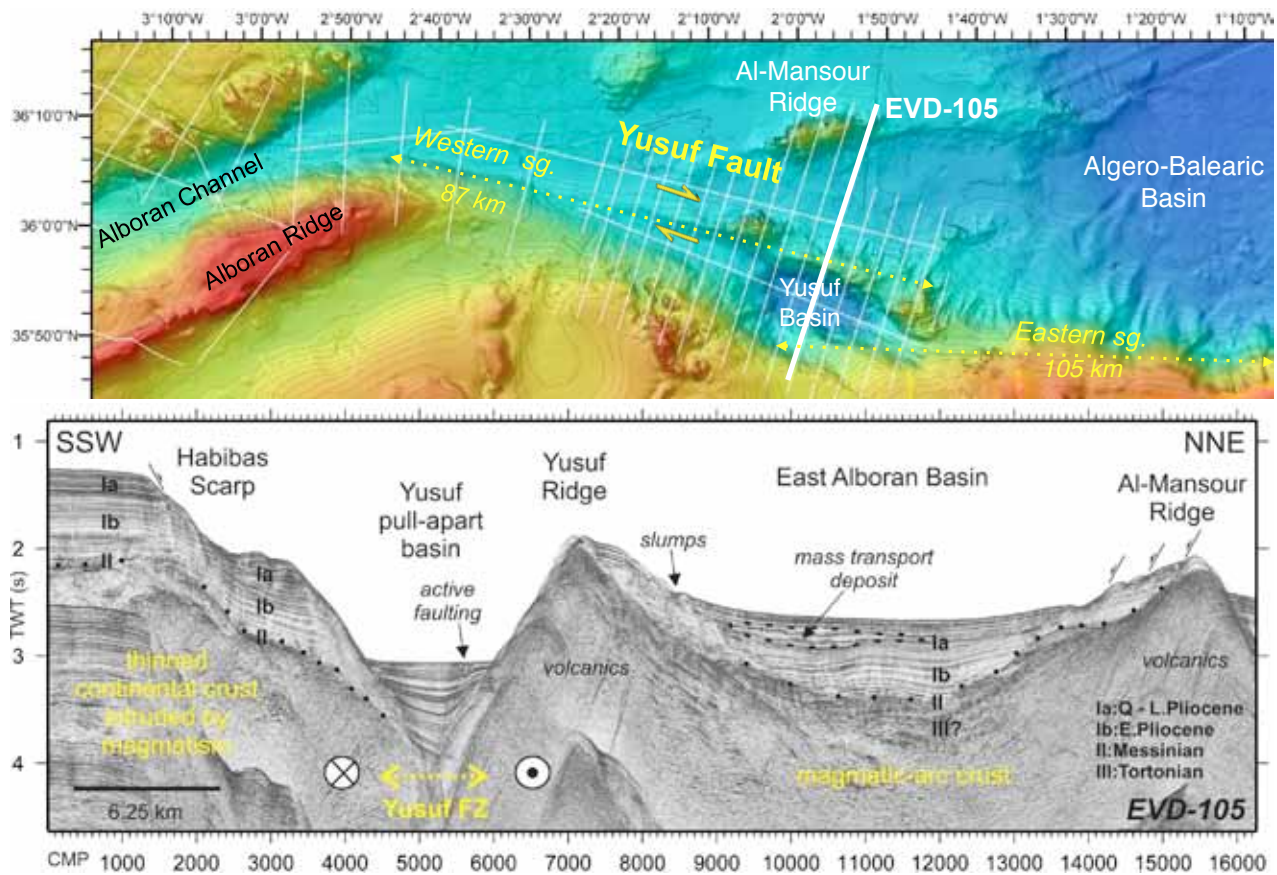 3°10'0"W 3°00'0"W 2°50'0"W 2°40'0"W 2°30'0"W 2°20'0"W 2°10'0"W 2°00'0"W 1°50'0"W 1°40'0"W 1°30'0"W 1°20'0"W 1°10'0"W
36°10'0"N
36°00'0"N
35°50'0"N
Al-Mansour
Ridge
EVD-105
Western sg.
87 km
Yusuf Fault
Algero-Balearic
Basin
Alboran Channel
Alboran Ridge
Yusuf
Basin
Eastern sg.
105 km
SSW
NNE
Habibas
Scarp
Yusuf
pull-apart
basin
active
faulting
Yusuf
Ridge
slumps
East Alboran Basin
mass transport
deposit
Al-Mansour
Ridge
TWT (s)
1
2
3
4
Ia
Ib
II
Ia
Ib
II
Ia
Ib
II
III?
thinned
continental crust
intruded by
magmatism
volcanics
volcanics
magmatic-arc crust
Yusuf FZ
6.25 km
Ia:Q - L.Pliocene
Ib:E.Pliocene
II:Messinian
III:Tortonian
EVD-105
CMP 1000 2000 3000 4000 5000 6000 7000 8000 9000 10000 11000 12000 13000 14000 15000 16000